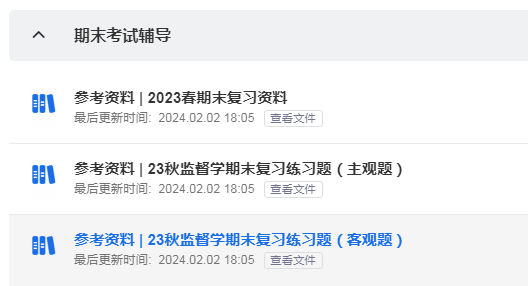 期末考试辅导
参考资料 | 2023春期末复习资料
最后更新时间: 2024.02.02 18:05 查看文件
参考资料 | 23秋监督学期末复习练习题（主观题）
最后更新时间: 2024.02.02 18:05 查看文件
参考资料 | 23秋监督学期末复习练习题（客观题）
最后更新时间: 2024.02.02 18:05 查看文件